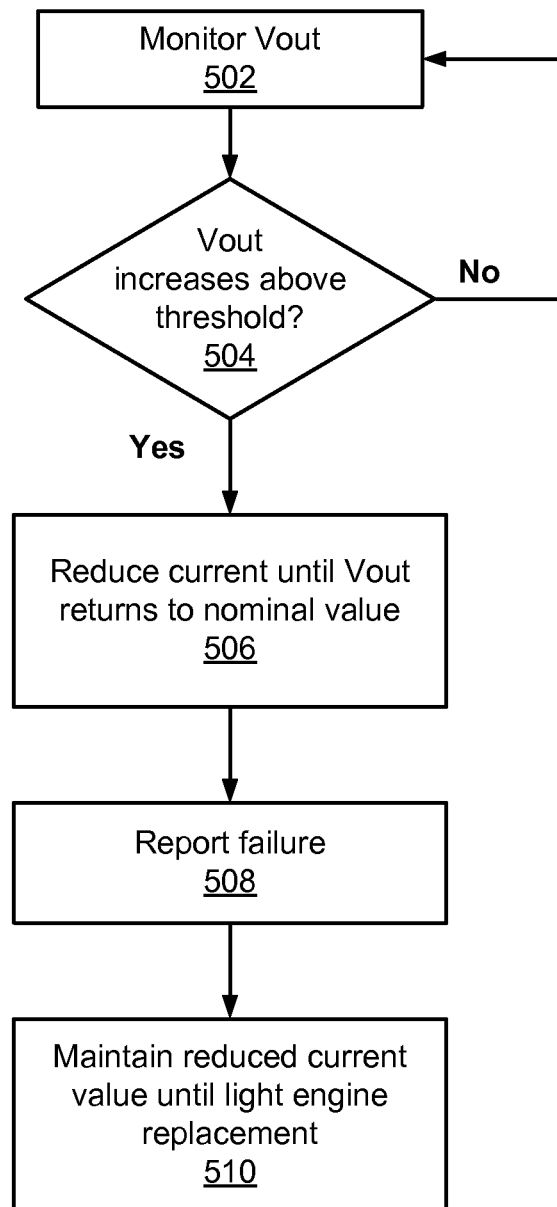 Monitor Vout
502
Vout
increases above
threshold?
504
No
Yes
Reduce current until Vout
returns to nominal value
506
Report failure
508
Maintain reduced current
value until light engine
replacement
510